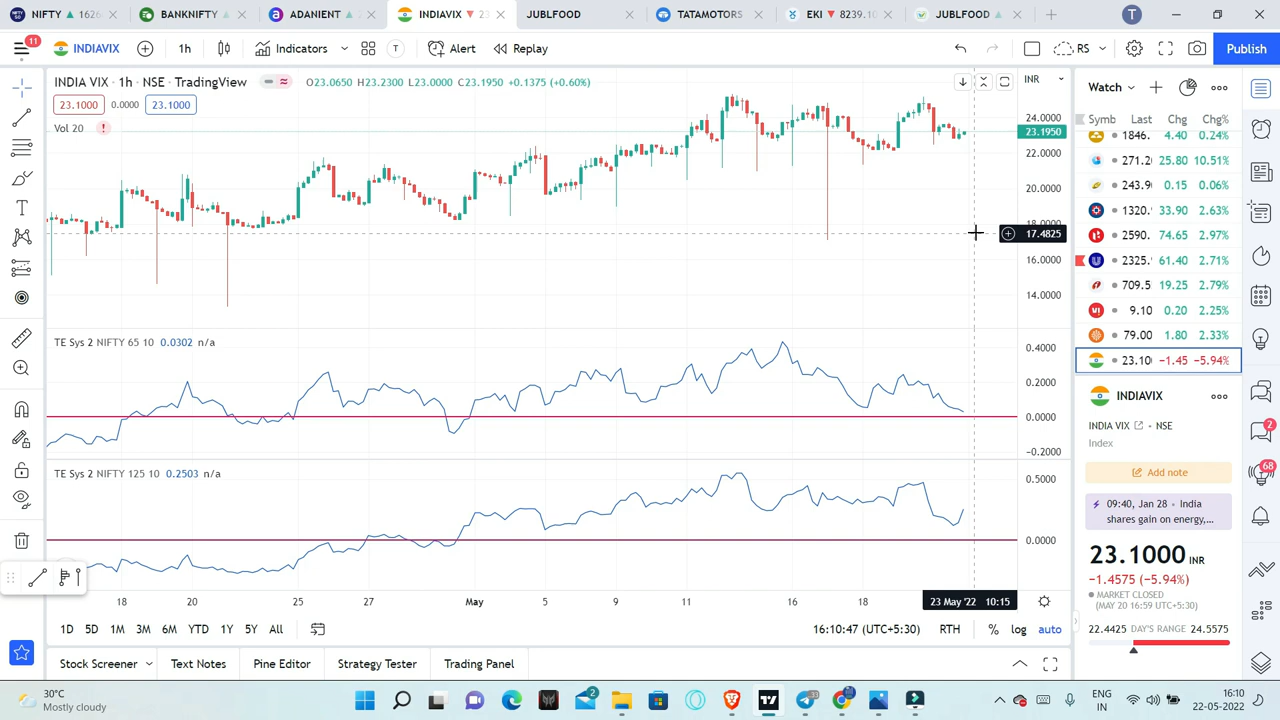 NIFTY ▼ 1626
BANKNIFTY ▲
ADANIENT ▲
INDIAVIX ▼ 23
JUBLFOOD
TATAMOTORS
EKI ▼ 8239.10
JUBLFOOD ▲
T
11
INDIAVIX
1h
Indicators
T
Alert
Replay
RS
Publish
INDIA VIX · 1h · NSE · TradingView
O23.0650 H23.2300 L23.0000 C23.1950 +0.1375 (+0.60%)
23.1000
0.0000
23.1000
Vol 20
INR
24.0000
23.1950
22.0000
20.0000
18.0000
17.4825
16.0000
14.0000
TE Sys 2 NIFTY 65 10 0.0302 n/a
0.4000
0.2000
0.0000
−0.2000
TE Sys 2 NIFTY 125 10 0.2503 n/a
0.5000
0.0000
18
20
25
27
May
5
9
11
16
18
23 May '22 10:15
1D
5D
1M
3M
6M
YTD
1Y
5Y
All
16:10:47 (UTC+5:30)
RTH
%
log
auto
Stock Screener
Text Notes
Pine Editor
Strategy Tester
Trading Panel
Watch
Symb Last Chg Chg%
1846. 4.40 0.24%
271.2 25.80 10.51%
243.9 0.15 0.06%
1320. 33.90 2.63%
2590. 74.65 2.97%
2325. 61.40 2.71%
709.5 19.25 2.79%
9.10 0.20 2.25%
79.00 1.80 2.33%
23.10 −1.45 −5.94%
INDIAVIX
INDIA VIX • NSE
Index
Add note
09:40, Jan 28 • India
shares gain on energy,...
23.1000 INR
−1.4575 (−5.94%)
MARKET CLOSED
(MAY 20 16:59 UTC+5:30)
22.4425 DAY'S RANGE 24.5575
2
68
30°C
Mostly cloudy
2
ENG
IN
16:10
22-05-2022